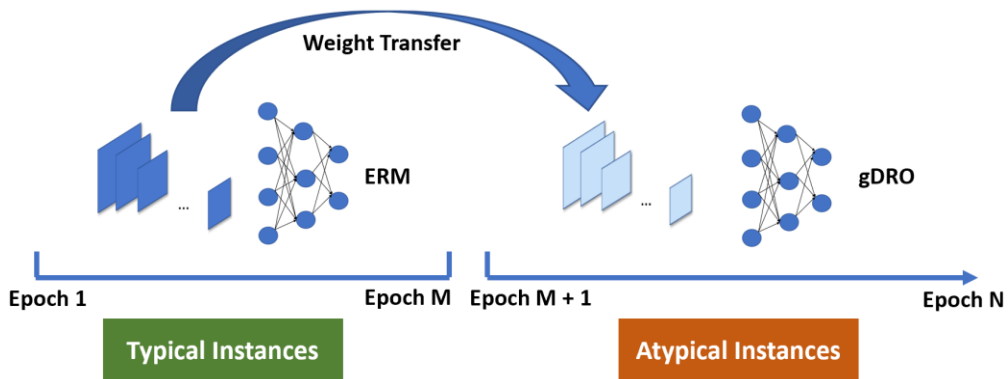 Weight Transfer
ERM
...
gDRO
...
Epoch 1
Epoch M
Epoch M + 1
Epoch N
Typical Instances
Atypical Instances